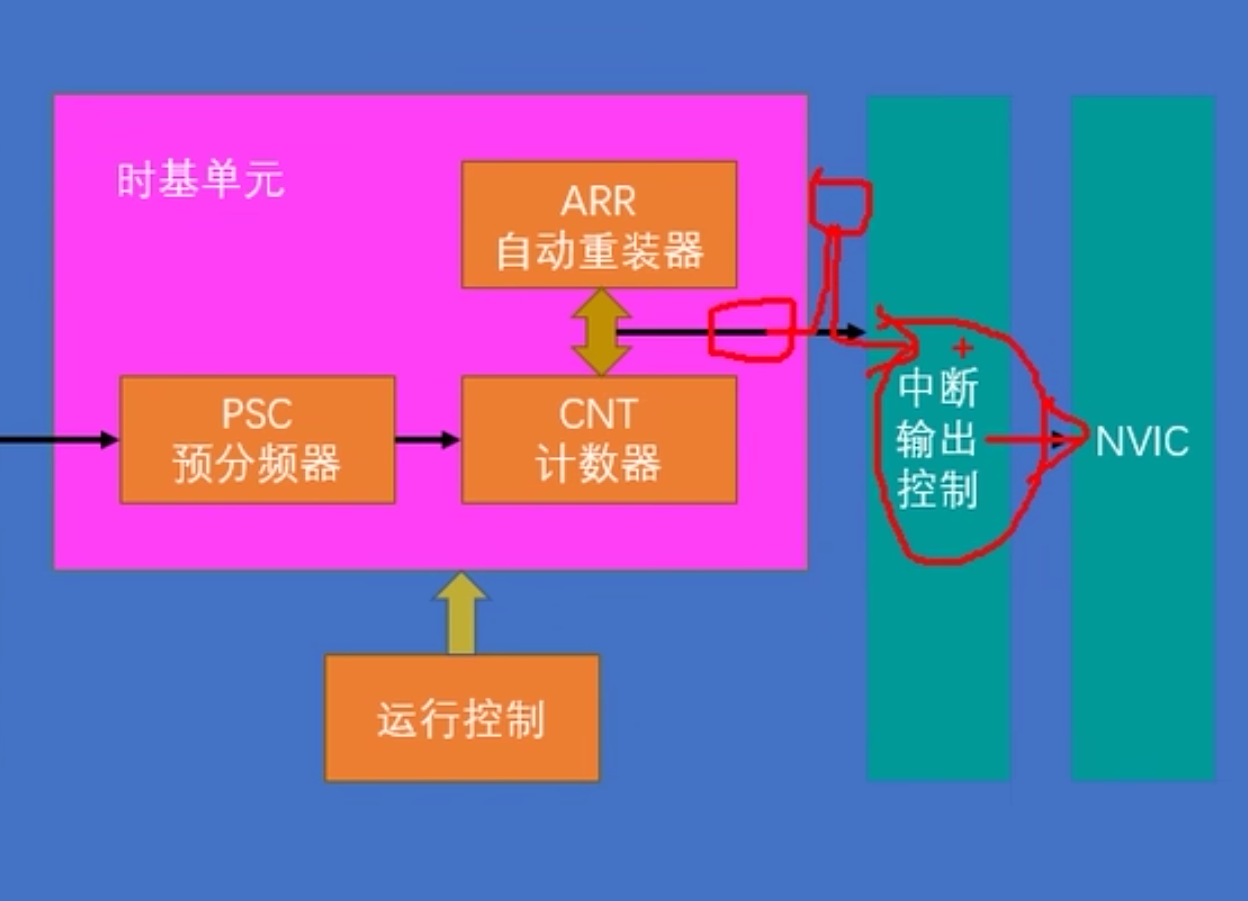 时基单元
ARR
自动重装器
PSC
预分频器
CNT
计数器
运行控制
+
中断
输出
控制
NVIC